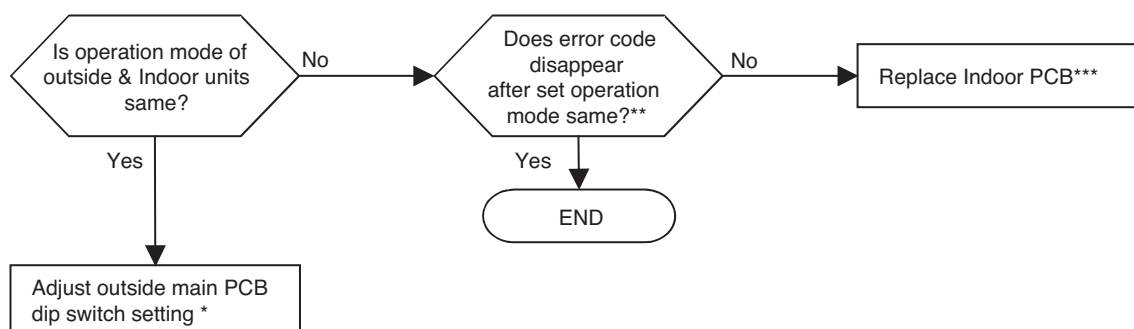 Is operation mode of
outside & Indoor units
same?
No
Does error code
disappear
after set operation
mode same?**
No
Replace Indoor PCB***
Yes
Yes
END
Adjust outside main PCB
dip switch setting *